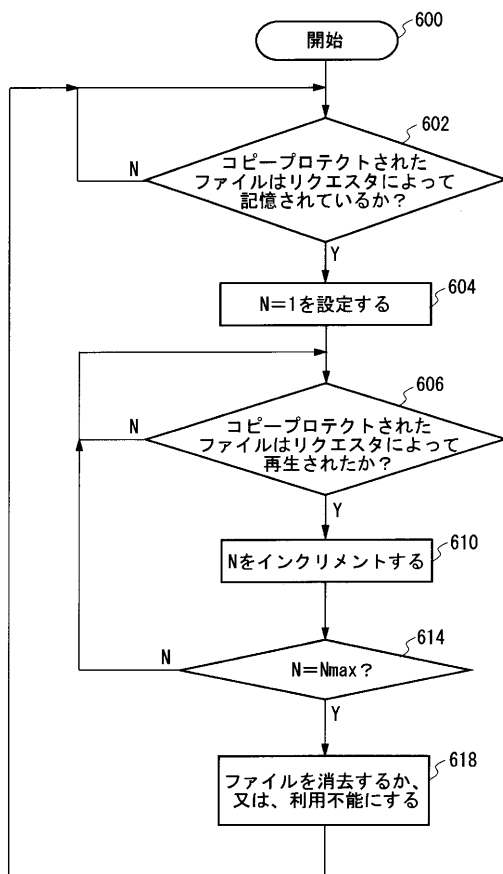 開始
600
602
コピープロテクトされた
ファイルはリクエスタによって
記憶されているか？
N
Y
N＝1を設定する
604
606
コピープロテクトされた
ファイルはリクエスタによって
再生されたか？
N
Y
Nをインクリメントする
610
614
N＝Nmax？
N
Y
618
ファイルを消去するか、
又は、利用不能にする